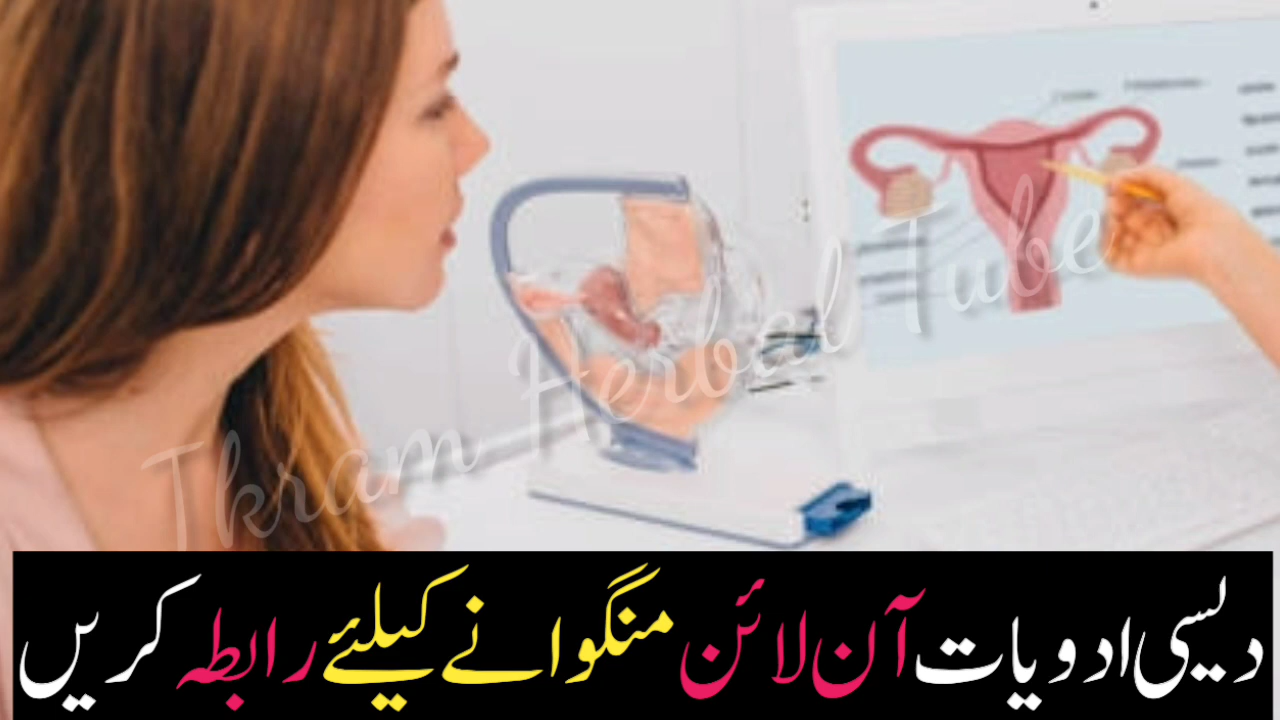 Ikram Herbal Tube
دیسی ادویات آن لائن منگوانے کیلئے رابطہ کریں